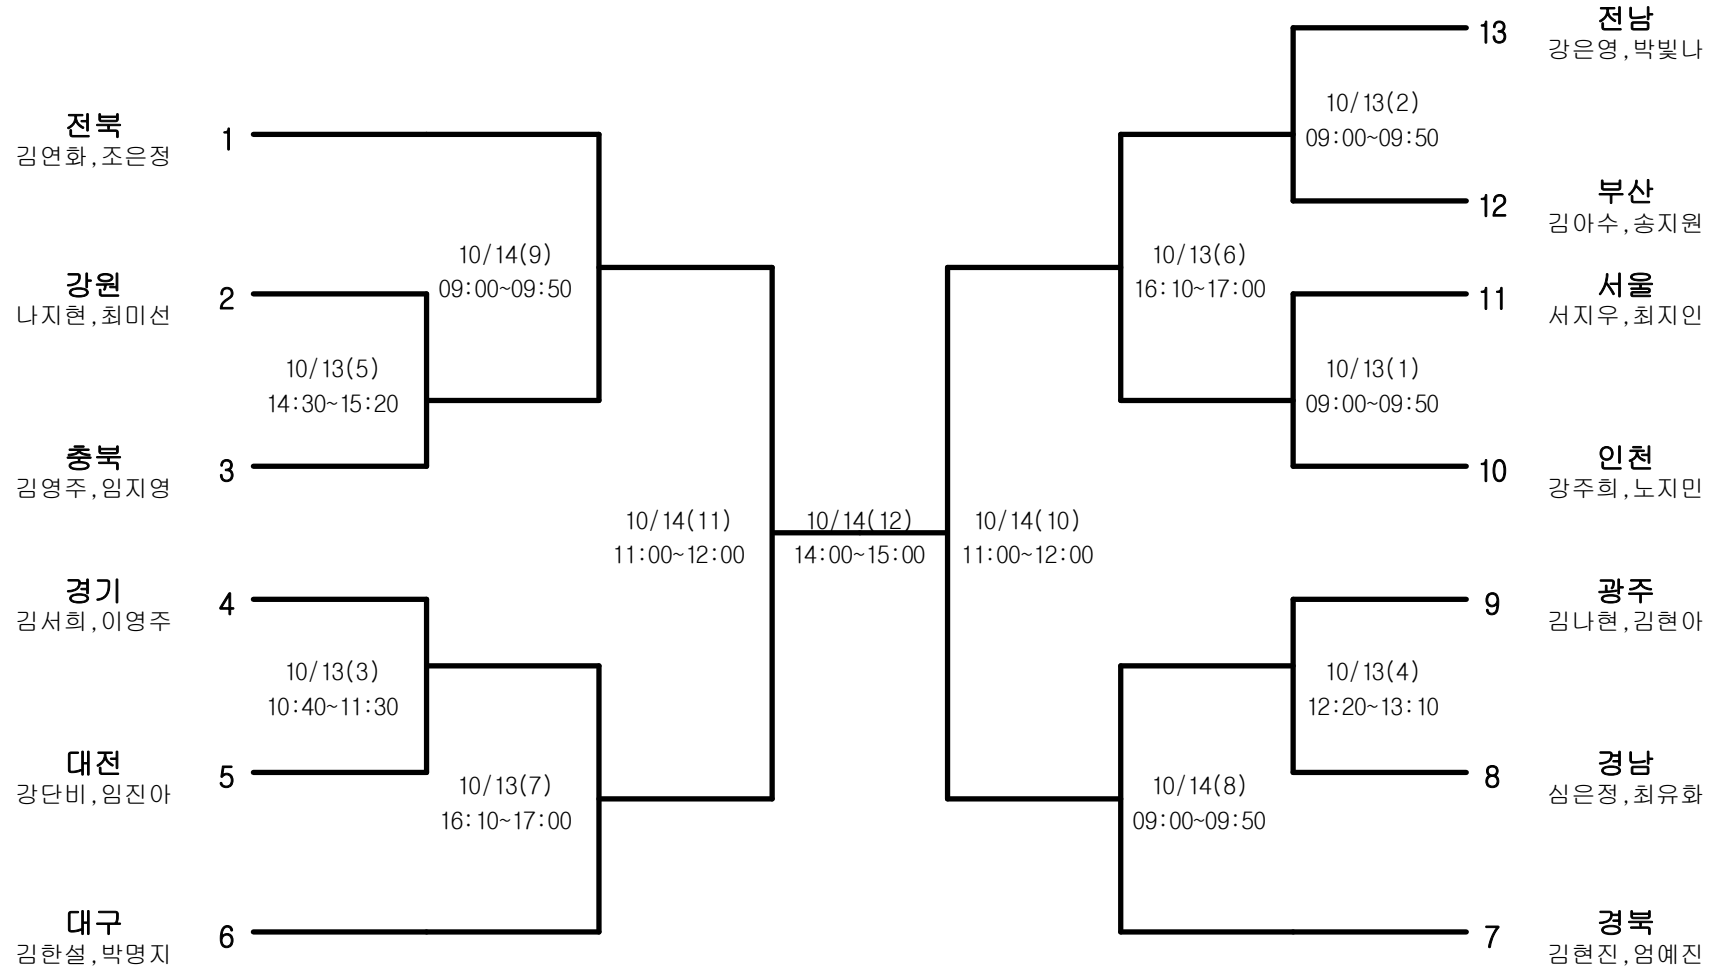 전북
김연화,조은정
1
강원
나지현,최미선
2
10/14(9)
09:00~09:50
10/13(5)
14:30~15:20
충북
김영주,임지영
3
경기
김서희,이영주
4
10/13(3)
10:40~11:30
대전
강단비,임진아
5
10/13(7)
16:10~17:00
대구
김한설,박명지
6
10/14(11)
11:00~12:00
10/14(12)
14:00~15:00
10/14(10)
11:00~12:00
13
전남
강은영,박빛나
10/13(2)
09:00~09:50
12
부산
김아수,송지원
10/13(6)
16:10~17:00
11
서울
서지우,최지인
10/13(1)
09:00~09:50
10
인천
강주희,노지민
9
광주
김나현,김현아
10/13(4)
12:20~13:10
8
경남
심은정,최유화
10/14(8)
09:00~09:50
7
경북
김현진,엄예진